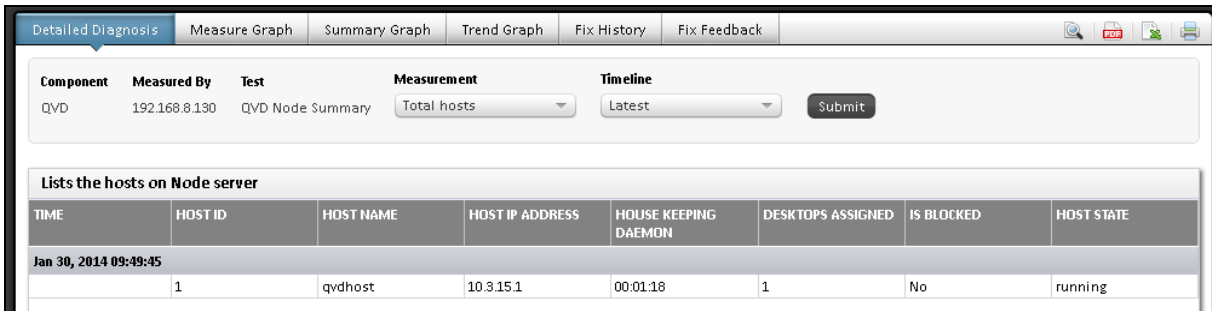 Detailed Diagnosis Measure Graph Summary Graph Trend Graph Fix History Fix Feedback PDF
Component Measured By Test Measurement Timeline
QVD 192.168.8.130 QVD Node Summary Total hosts Latest Submit
Lists the hosts on Node server
TIME HOST ID HOST NAME HOST IP ADDRESS HOUSE KEEPING DAEMON DESKTOPS ASSIGNED IS BLOCKED HOST STATE
Jan 30, 2014 09:49:45
1 qvdhost 10.3.15.1 00:01:18 1 No running